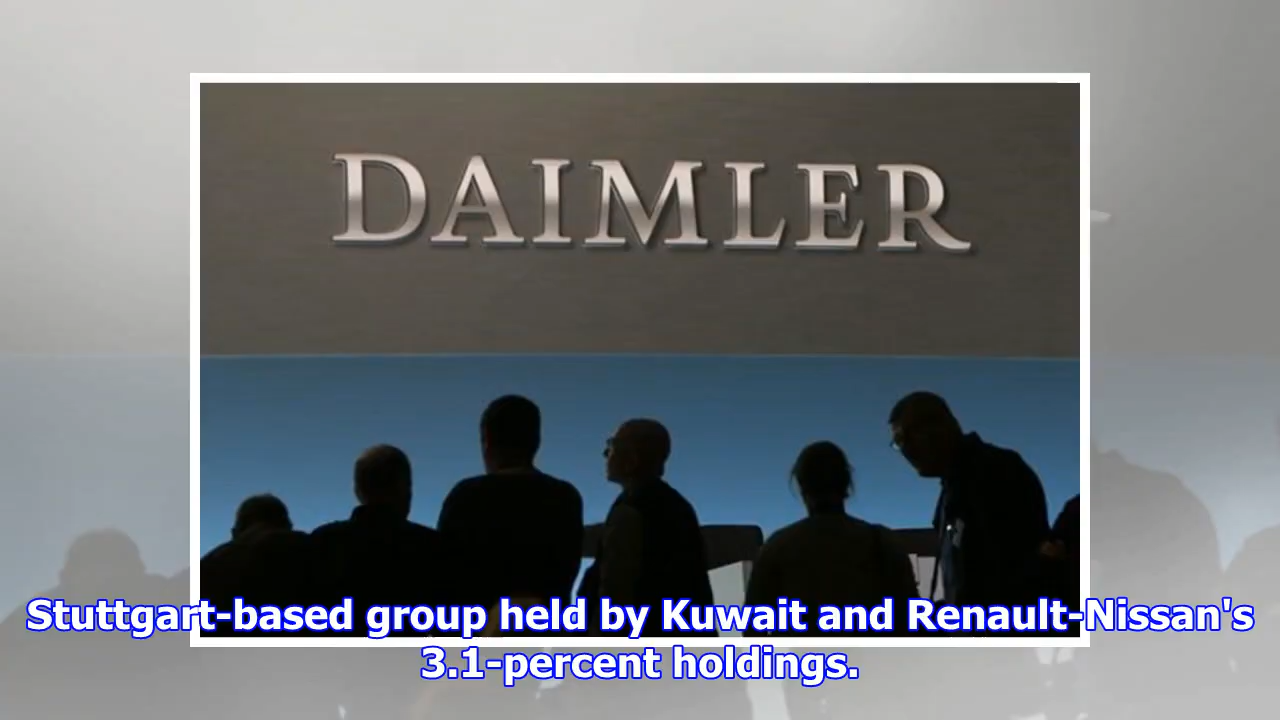 DAIMLER
Stuttgart-based group held by Kuwait and Renault-Nissan's
3.1-percent holdings.